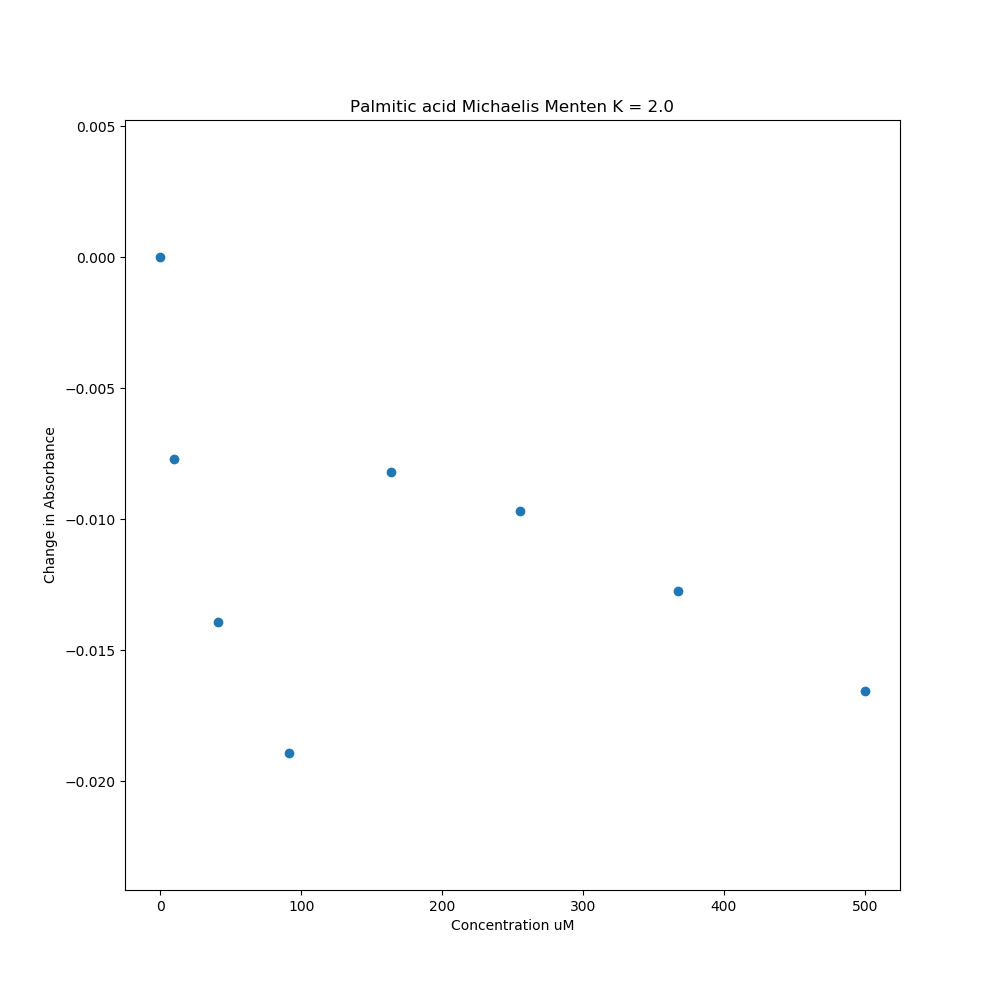 Palmitic acid Michaelis Menten K = 2.0
0.005
0.000
−0.005
−0.010
−0.015
−0.020
Change in Absorbance
0 100 200 300 400 500
Concentration uM